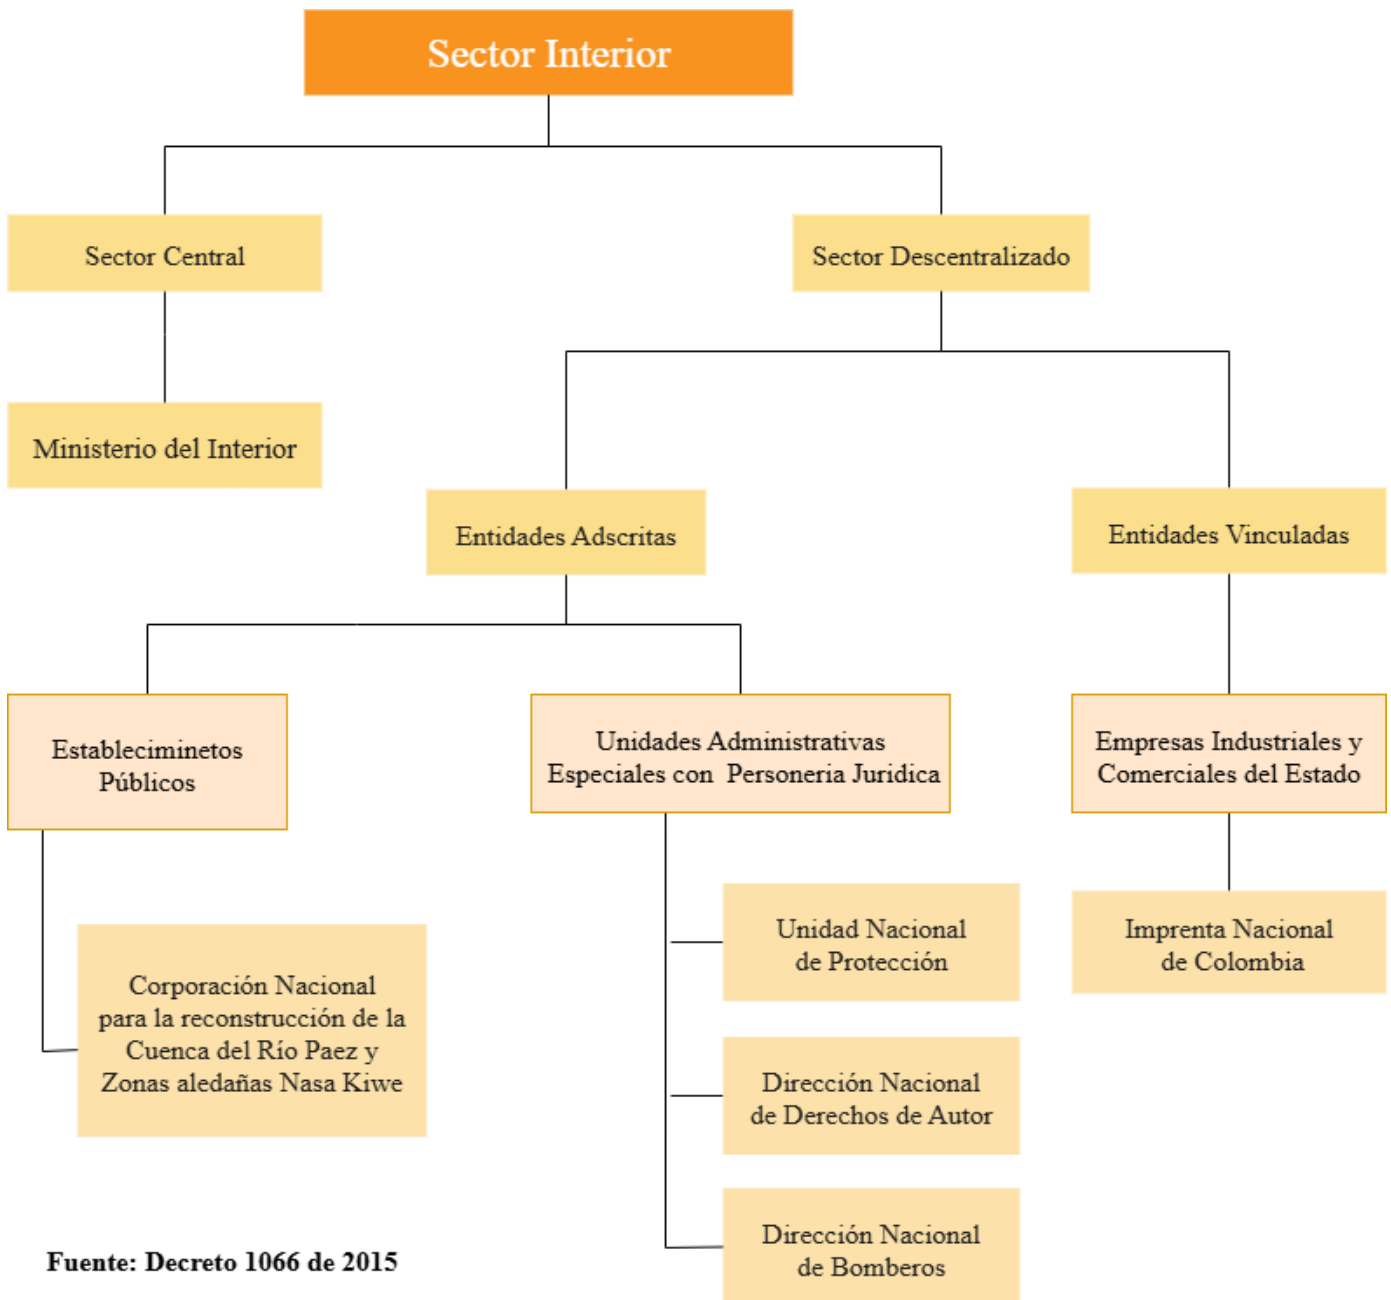 Sector Interior
Sector Central
Sector Descentralizado
Ministerio del Interior
Entidades Adscritas
Entidades Vinculadas
Estableciminetos
Públicos
Unidades Administrativas
Especiales con Personeria Juridica
Empresas Industriales y
Comerciales del Estado
Corporación Nacional
para la reconstrucción de la
Cuenca del Río Paez y
Zonas aledañas Nasa Kiwe
Unidad Nacional
de Protección
Imprenta Nacional
de Colombia
Dirección Nacional
de Derechos de Autor
Dirección Nacional
de Bomberos
Fuente: Decreto 1066 de 2015